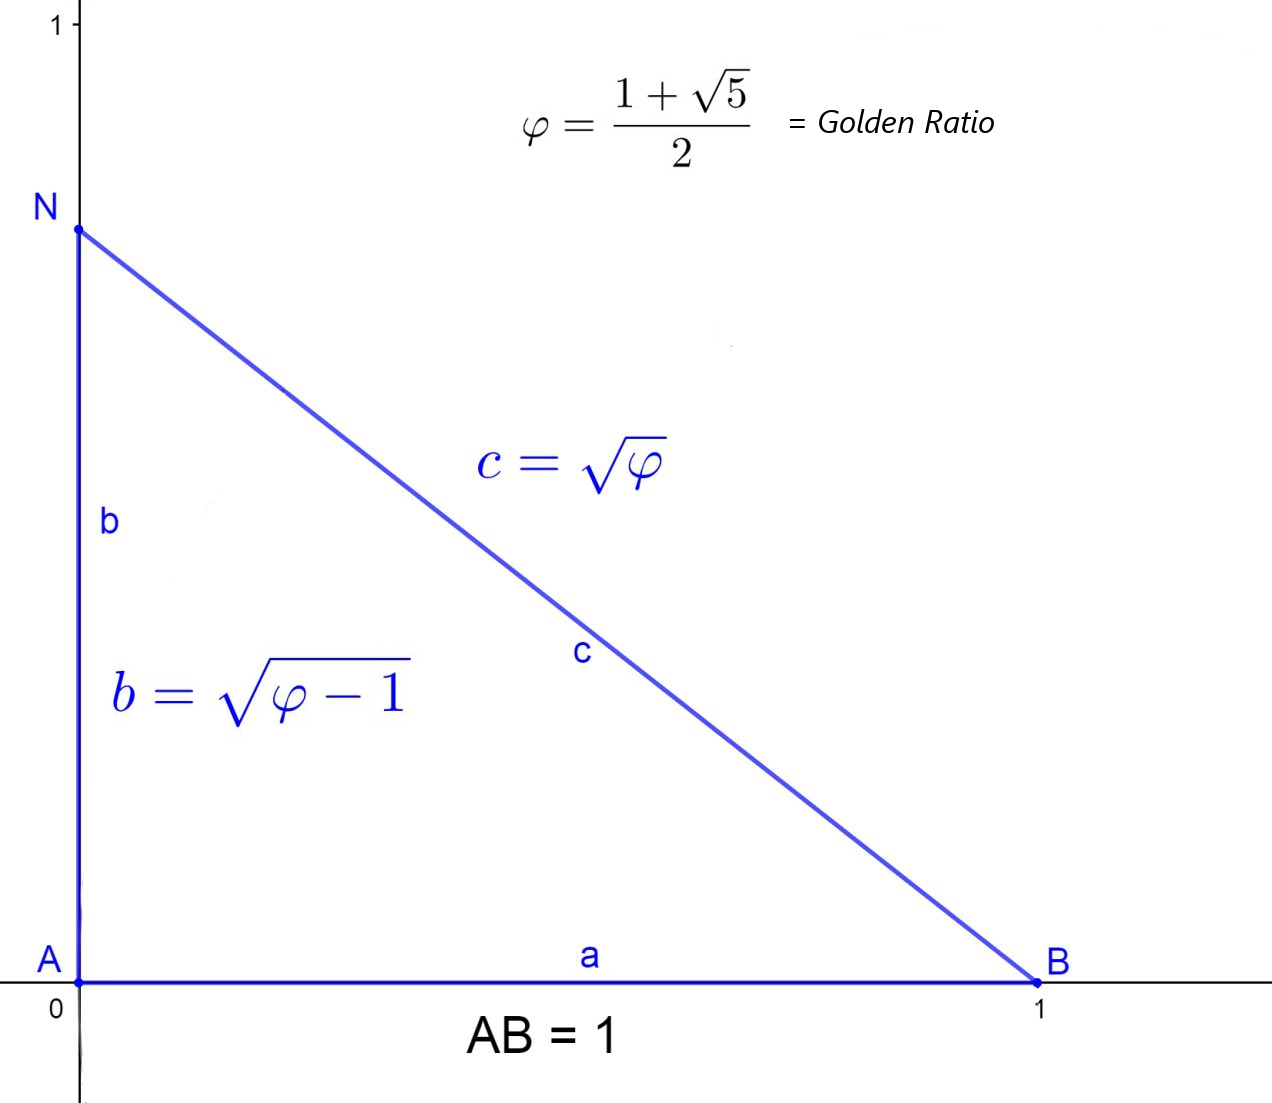 1
φ = (1 + √5) / 2 = Golden Ratio
N
c = √φ
b
c
b = √(φ − 1)
A
a
B
0
1
AB = 1